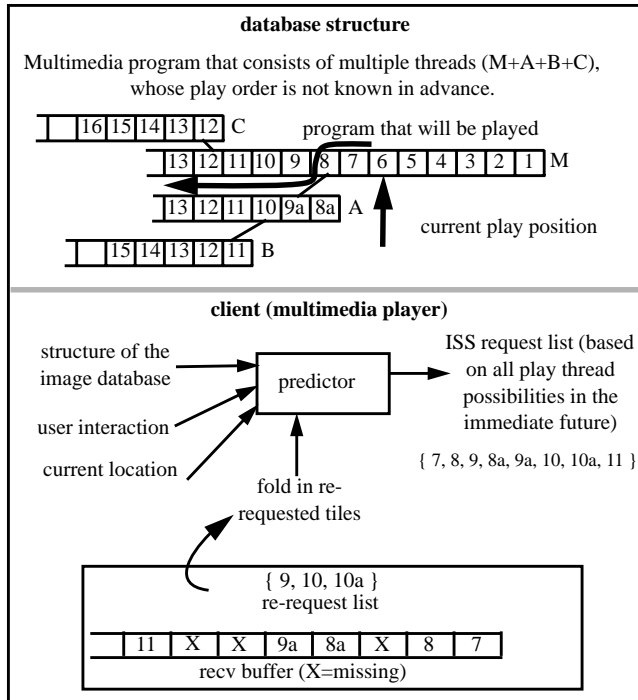 database structure
Multimedia program that consists of multiple threads (M+A+B+C),
whose play order is not known in advance.
16 15 14 13 12 C
program that will be played
13 12 11 10 9 8 7 6 5 4 3 2 1 M
13 12 11 10 9a 8a A
current play position
15 14 13 12 11 B
client (multimedia player)
structure of the
image database
user interaction
current location
predictor
ISS request list (based
on all play thread
possibilities in the
immediate future)
{ 7, 8, 9, 8a, 9a, 10, 10a, 11 }
fold in re-
requested tiles
{ 9, 10, 10a }
re-request list
11 X X 9a 8a X 8 7
recv buffer (X=missing)